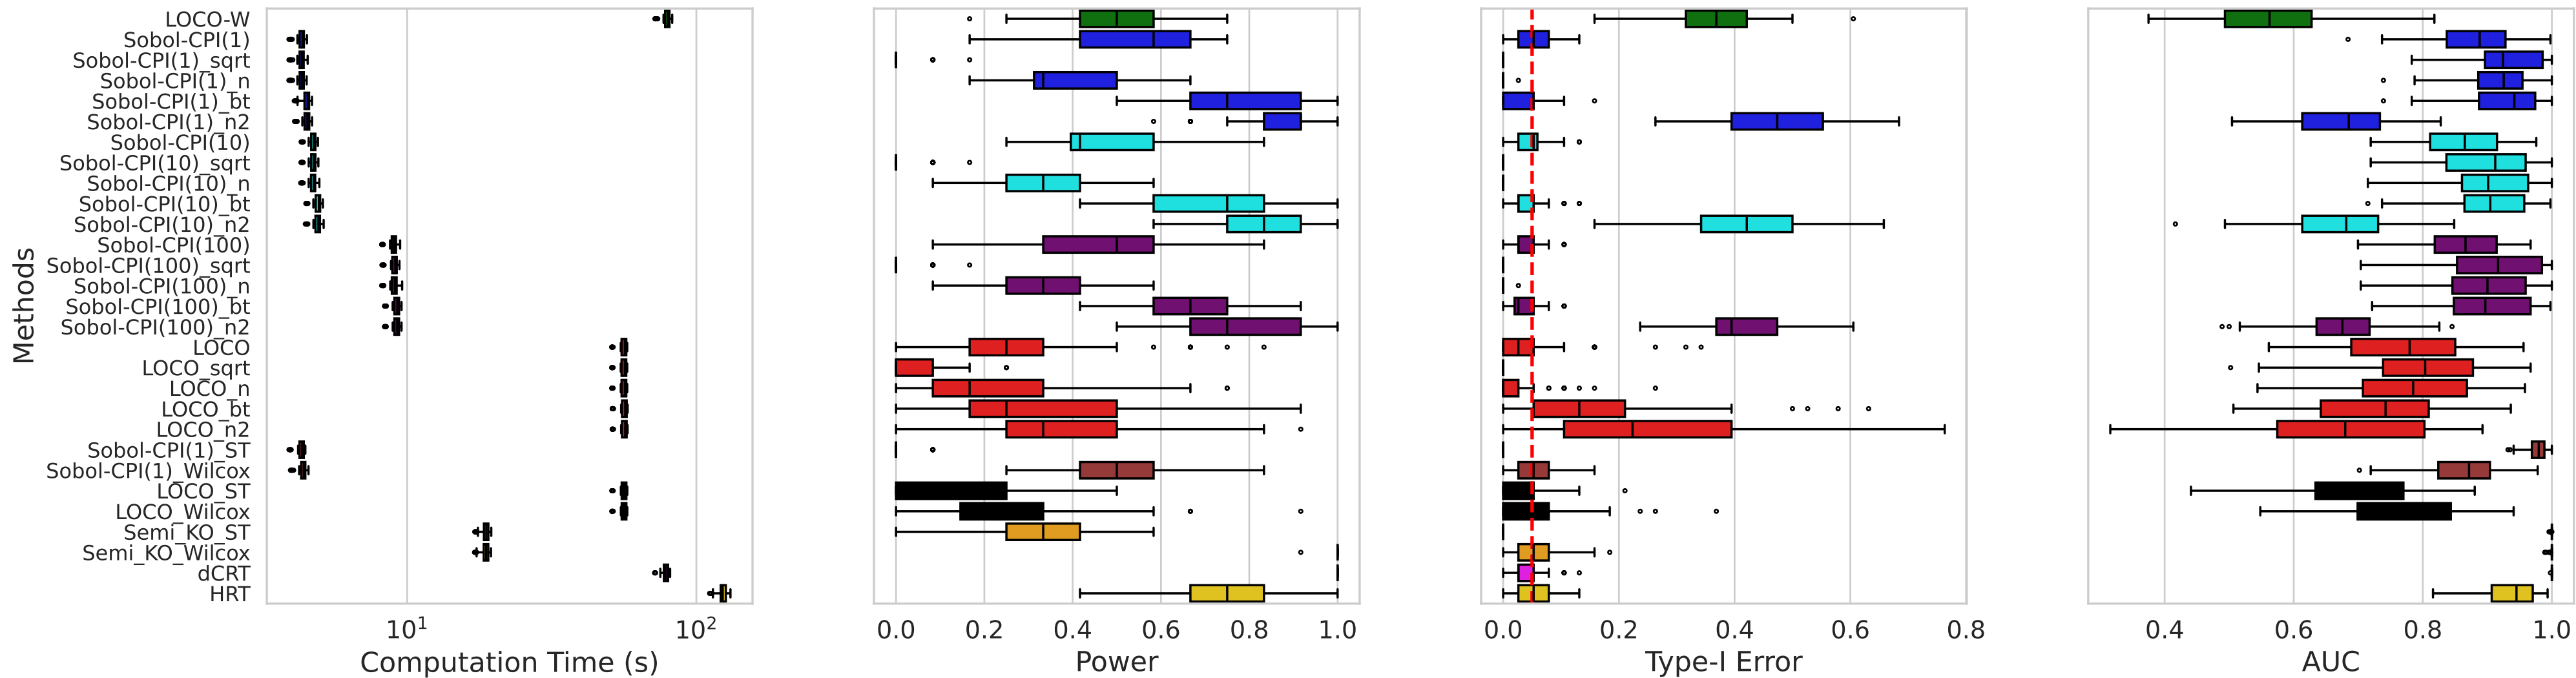 Methods
LOCO-W
Sobol-CPI(1)
Sobol-CPI(1)_sqrt
Sobol-CPI(1)_n
Sobol-CPI(1)_bt
Sobol-CPI(1)_n2
Sobol-CPI(10)
Sobol-CPI(10)_sqrt
Sobol-CPI(10)_n
Sobol-CPI(10)_bt
Sobol-CPI(10)_n2
Sobol-CPI(100)
Sobol-CPI(100)_sqrt
Sobol-CPI(100)_n
Sobol-CPI(100)_bt
Sobol-CPI(100)_n2
LOCO
LOCO_sqrt
LOCO_n
LOCO_bt
LOCO_n2
Sobol-CPI(1)_ST
Sobol-CPI(1)_Wilcox
LOCO_ST
LOCO_Wilcox
Semi_KO_ST
Semi_KO_Wilcox
dCRT
HRT
10¹ 10²
Computation Time (s)
0.0 0.2 0.4 0.6 0.8 1.0
Power
0.0 0.2 0.4 0.6 0.8
Type-I Error
0.4 0.6 0.8 1.0
AUC